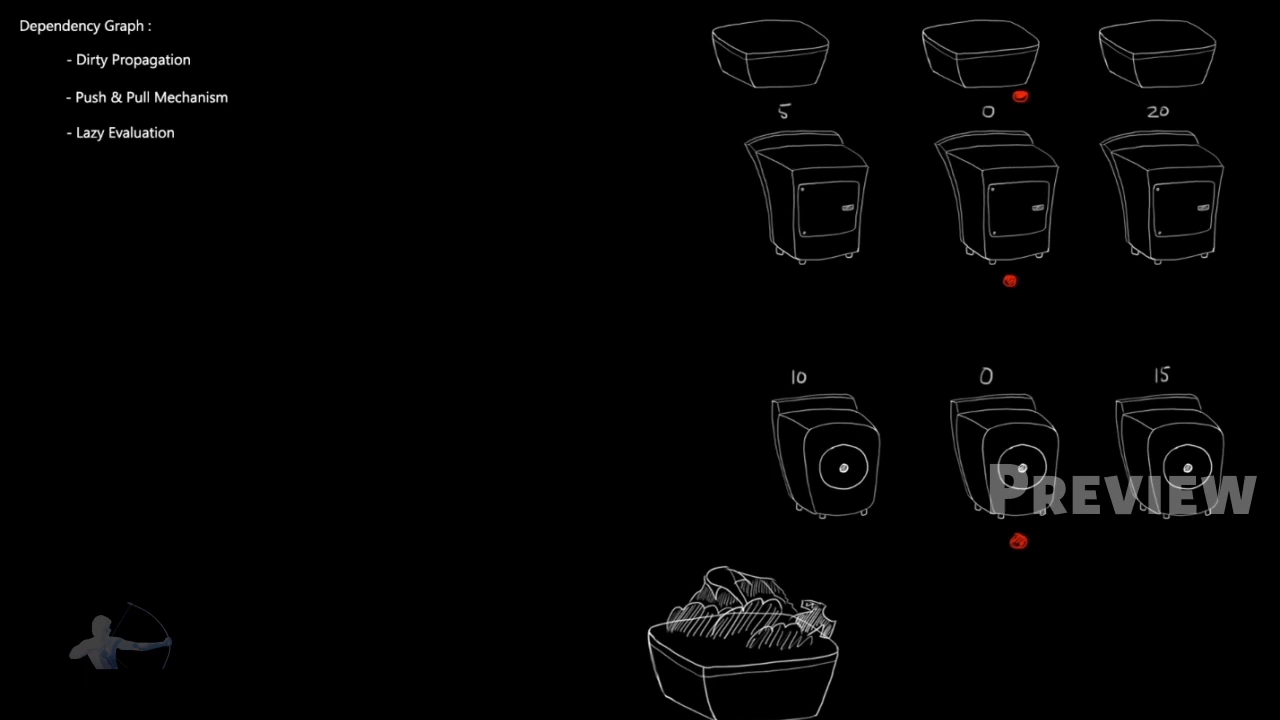 Dependency Graph :
- Dirty Propagation
- Push & Pull Mechanism
- Lazy Evaluation
5 0 20
10 0 15
PREVIEW